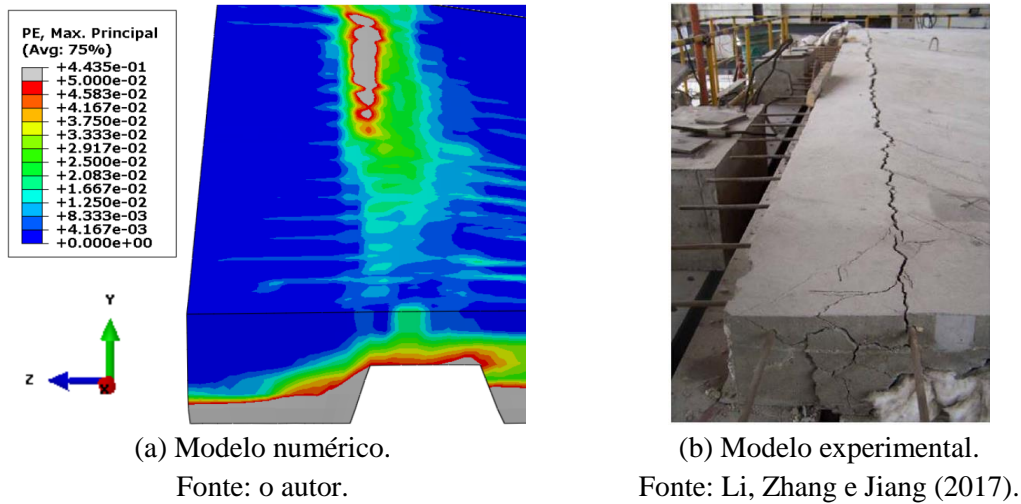 PE, Max. Principal
(Avg: 75%)
+4.435e-01
+5.000e-02
+4.583e-02
+4.167e-02
+3.750e-02
+3.333e-02
+2.917e-02
+2.500e-02
+2.083e-02
+1.667e-02
+1.250e-02
+8.333e-03
+4.167e-03
+0.000e+00
Y
Z
X
(a) Modelo numérico.
Fonte: o autor.
(b) Modelo experimental.
Fonte: Li, Zhang e Jiang (2017).